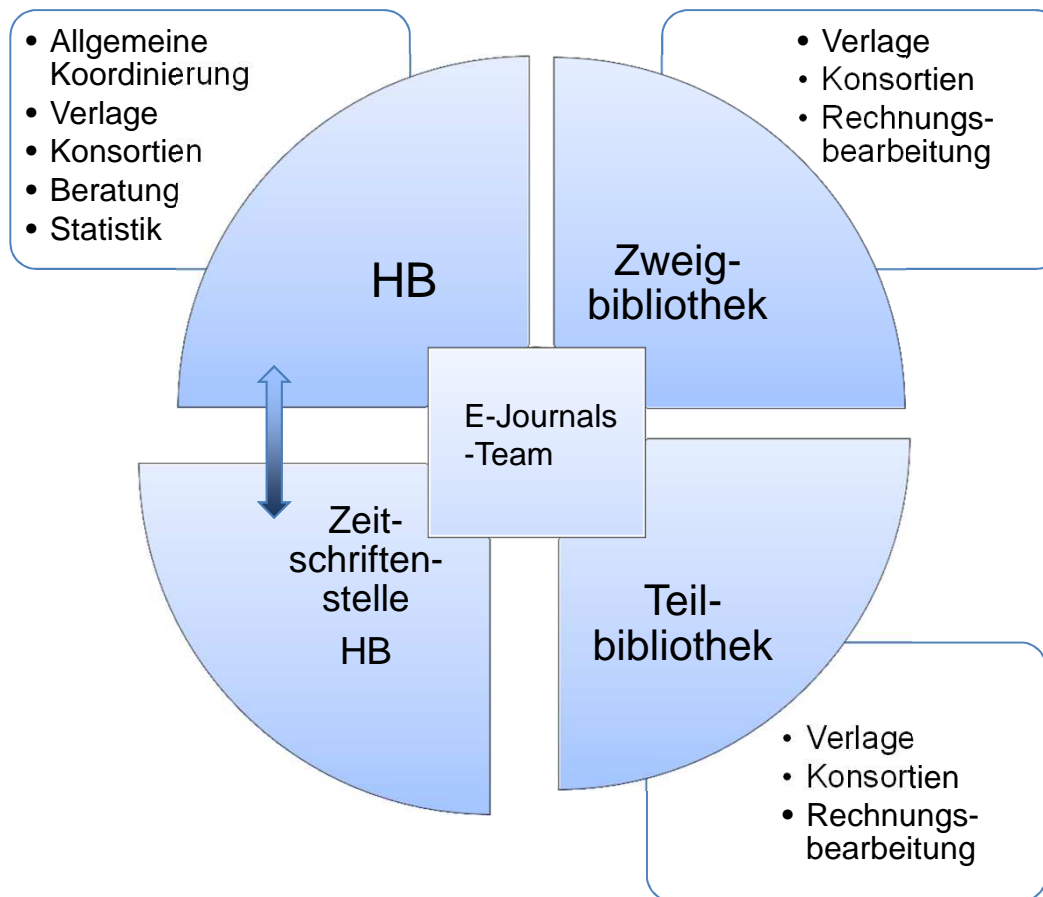 • Allgemeine
Koordinierung
• Verlage
• Konsortien
• Beratung
• Statistik
• Verlage
• Konsortien
• Rechnungs-
bearbeitung
HB
Zweig-
bibliothek
E-Journals
-Team
Zeit-
schriften-
stelle
HB
Teil-
bibliothek
• Verlage
• Konsortien
• Rechnungs-
bearbeitung